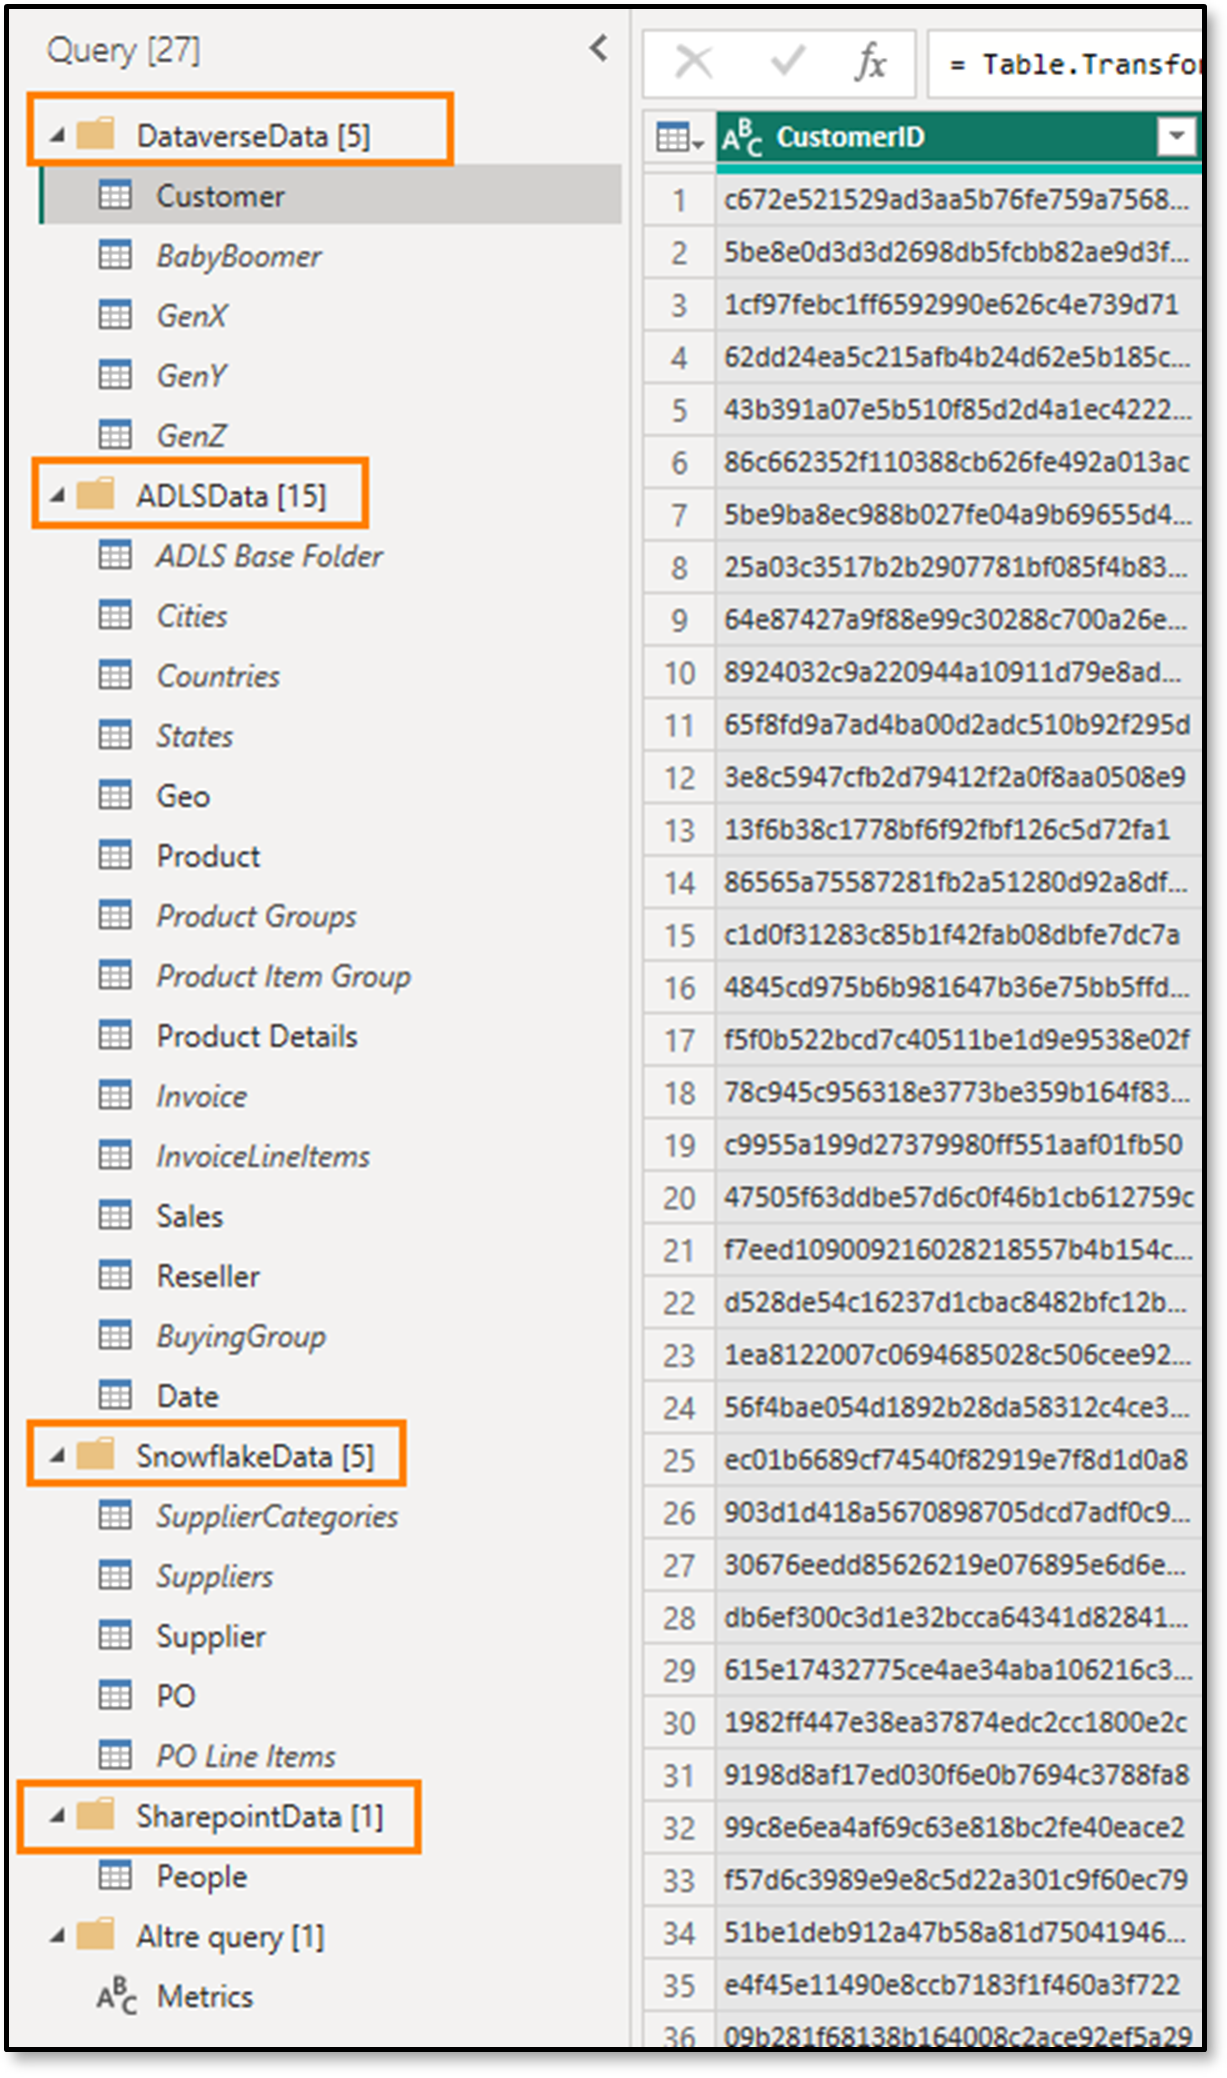 Query [27]
DataverseData [5]
Customer
BabyBoomer
GenX
GenY
GenZ
ADLSData [15]
ADLS Base Folder
Cities
Countries
States
Geo
Product
Product Groups
Product Item Group
Product Details
Invoice
InvoiceLineItems
Sales
Reseller
BuyingGroup
Date
SnowflakeData [5]
SupplierCategories
Suppliers
Supplier
PO
PO Line Items
SharepointData [1]
People
Altre query [1]
ABC Metrics
fx = Table.Transfor
ABC CustomerID
1 c672e521529ad3aa5b76fe759a7568...
2 5be8e0d3d3d2698db5fcbb82ae9d3f...
3 1cf97febc1ff6592990e626c4e739d71
4 62dd24ea5c215afb4b24d62e5b185c...
5 43b391a07e5b510f85d2d4a1ec4222...
6 86c662352f110388cb626fe492a013ac
7 5be9ba8ec988b027fe04a9b69655d4...
8 25a03c3517b2b2907781bf085f4b83...
9 64e87427a9f88e99c30288c700a26e...
10 8924032c9a220944a10911d79e8ad...
11 65f8fd9a7ad4ba00d2adc510b92f295d
12 3e8c5947cfb2d79412f2a0f8aa0508e9
13 13f6b38c1778bf6f92fbf126c5d72fa1
14 86565a75587281fb2a51280d92a8df...
15 c1d0f31283c85b1f42fab08dbfe7dc7a
16 4845cd975b6b981647b36e75bb5ffd...
17 f5f0b522bcd7c40511be1d9e9538e02f
18 78c945c956318e3773be359b164f83...
19 c9955a199d27379980ff551aaf01fb50
20 47505f63ddbe57d6c0f46b1cb612759c
21 f7eed109009216028218557b4b154c...
22 d528de54c16237d1cbac8482bfc12b...
23 1ea8122007c0694685028c506cee92...
24 56f4bae054d1892b28da58312c4ce3...
25 ec01b6689cf74540f82919e7f8d1d0a8
26 903d1d418a5670898705dcd7adf0c9...
27 30676eedd85626219e076895e6d6e...
28 db6ef300c3d1e32bcca64341d82841...
29 615e17432775ce4ae34aba106216c3...
30 1982ff447e38ea37874edc2cc1800e2c
31 9198d8af17ed030f6e0b7694c3788fa8
32 99c8e6ea4af69c63e818bc2fe40eace2
33 f57d6c3989e9e8c5d22a301c9f60ec79
34 51be1deb912a47b58a81d75041946...
35 e4f45e11490e8ccb7183f1f460a3f722
36 09b281f68138b164008c2ace92ef5a29